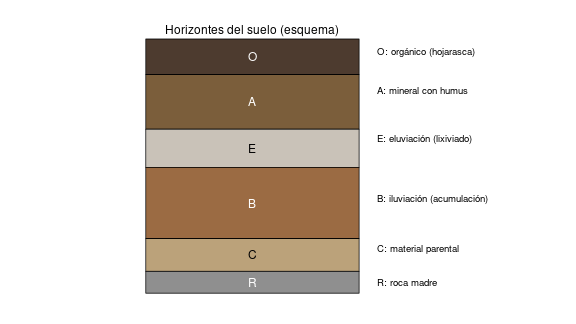 Horizontes del suelo (esquema)
O
O: orgánico (hojarasca)
A
A: mineral con humus
E
E: eluviación (lixiviado)
B
B: iluviación (acumulación)
C
C: material parental
R
R: roca madre